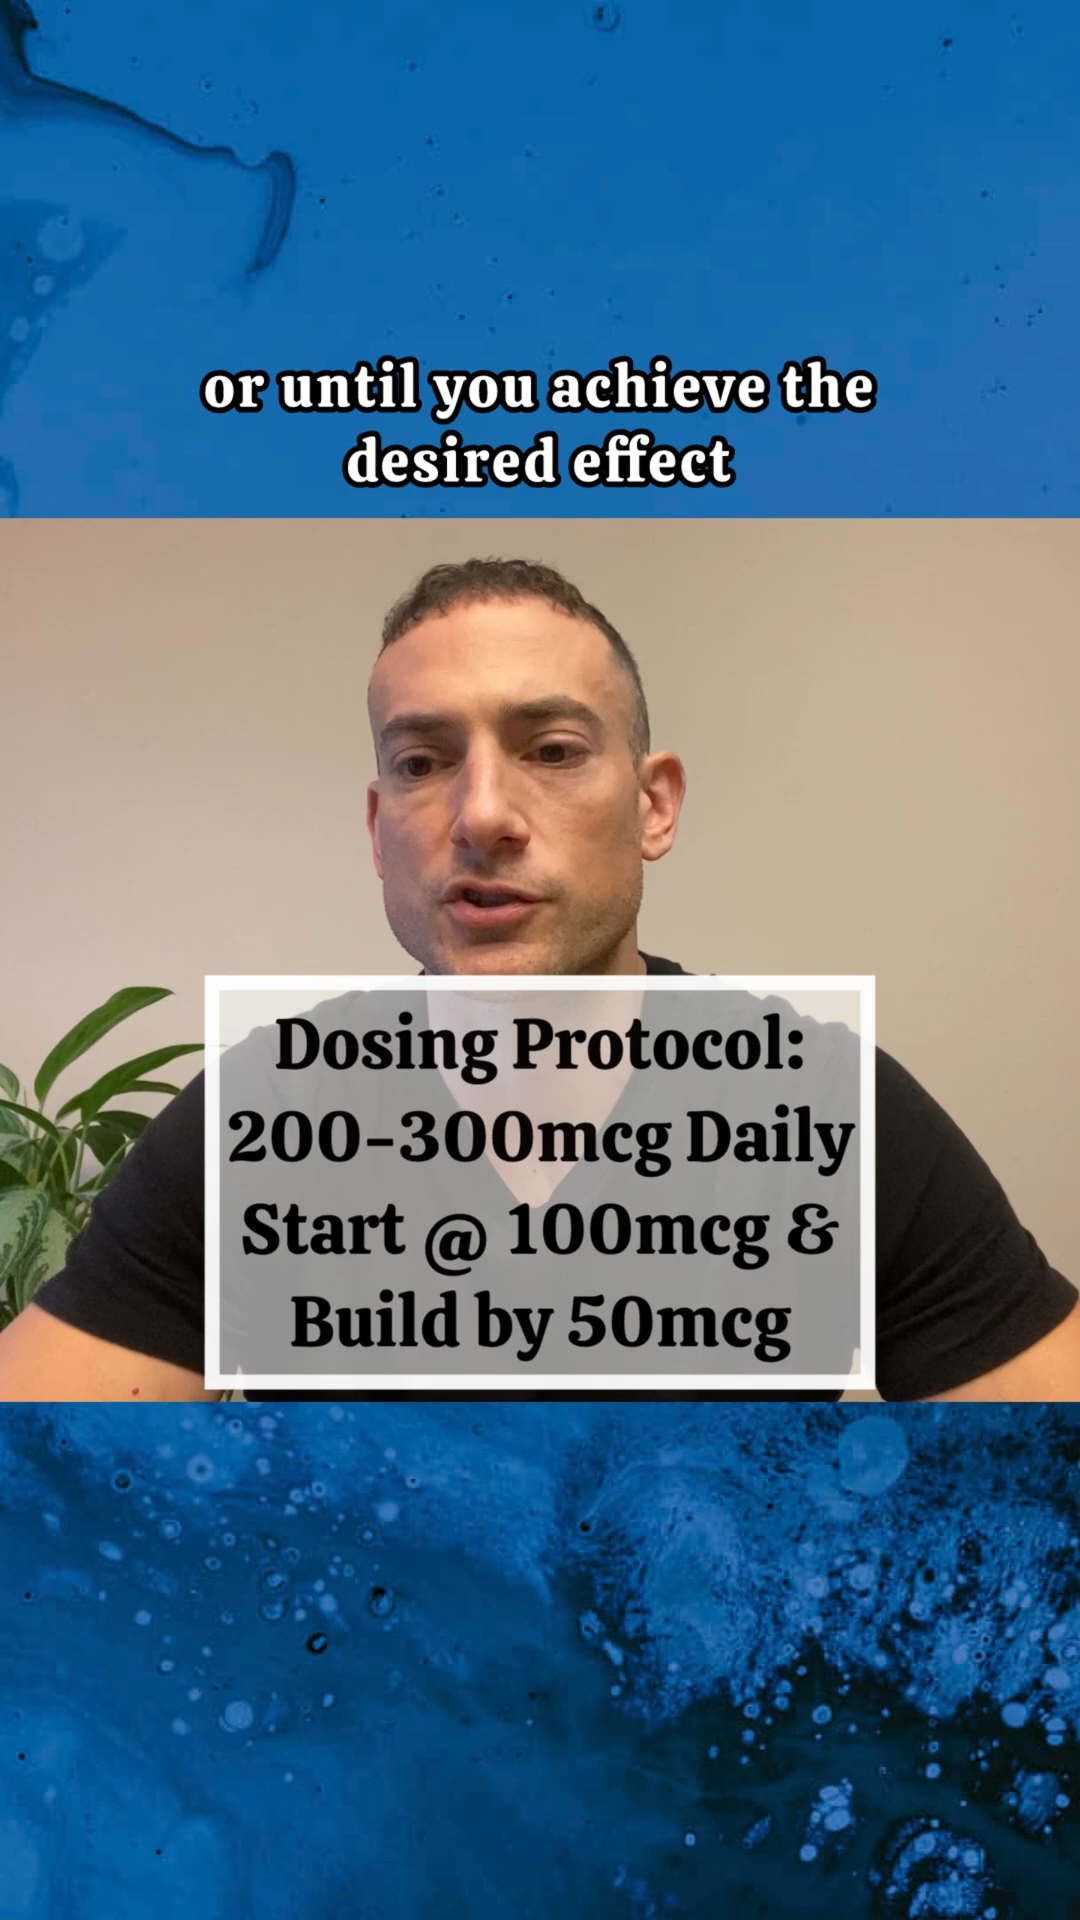 or until you achieve the
desired effect
Dosing Protocol:
200-300mcg Daily
Start @ 100mcg &
Build by 50mcg